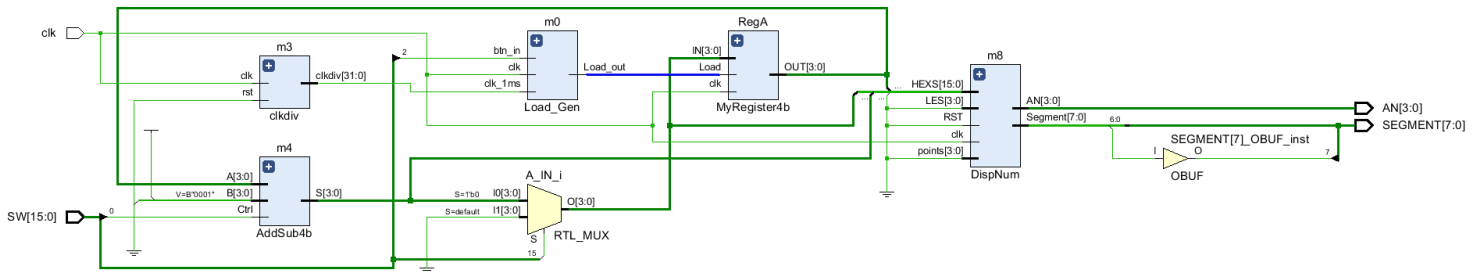 clk
m3
clk
rst
clkdiv[31:0]
clkdiv
m0
btn_in
clk
clk_1ms
Load_out
Load_Gen
2
RegA
IN[3:0]
Load
clk
OUT[3:0]
MyRegister4b
m8
HEXS[15:0]
LES[3:0]
RST
clk
points[3:0]
AN[3:0]
Segment[7:0]
DispNum
...
... ...
AN[3:0]
SEGMENT[7:0]
6:0
SEGMENT[7]_OBUF_inst
I
O
OBUF
7
m4
A[3:0]
V=B"0001"
B[3:0]
Ctrl
S[3:0]
AddSub4b
SW[15:0]
0
A_IN_i
S=1'b0
I0[3:0]
S=default
I1[3:0]
O[3:0]
S
RTL_MUX
15